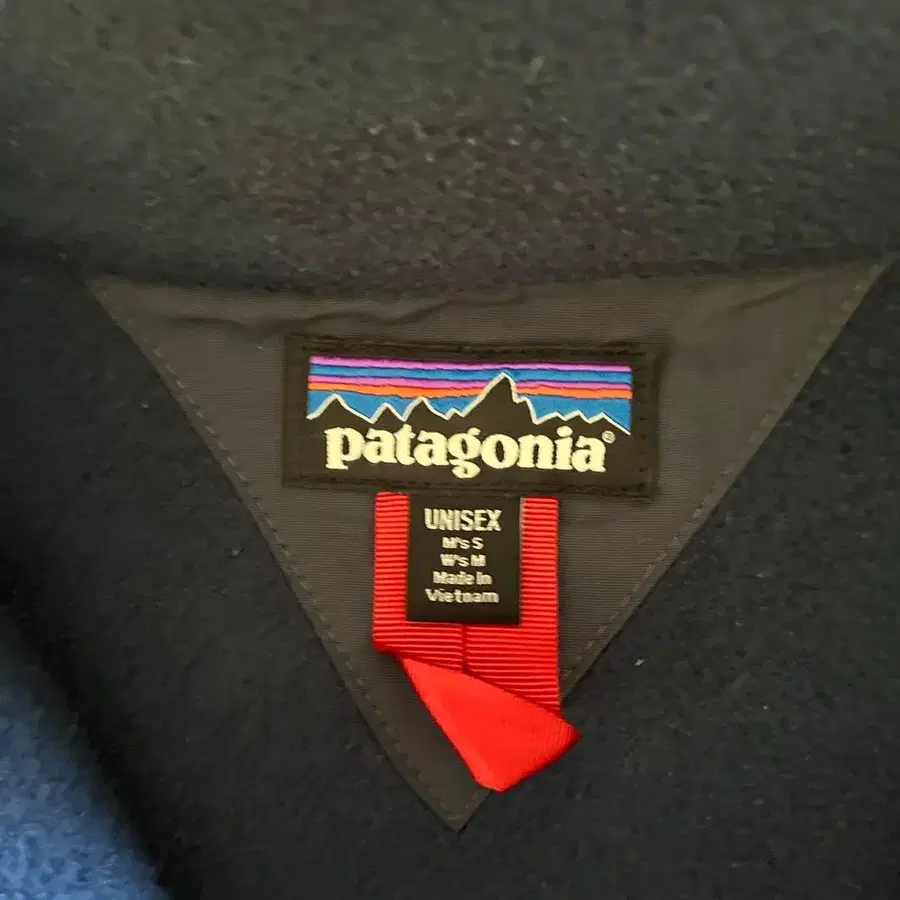 patagonia®
UNISEX
M's S
W's M
Made in
Vietnam